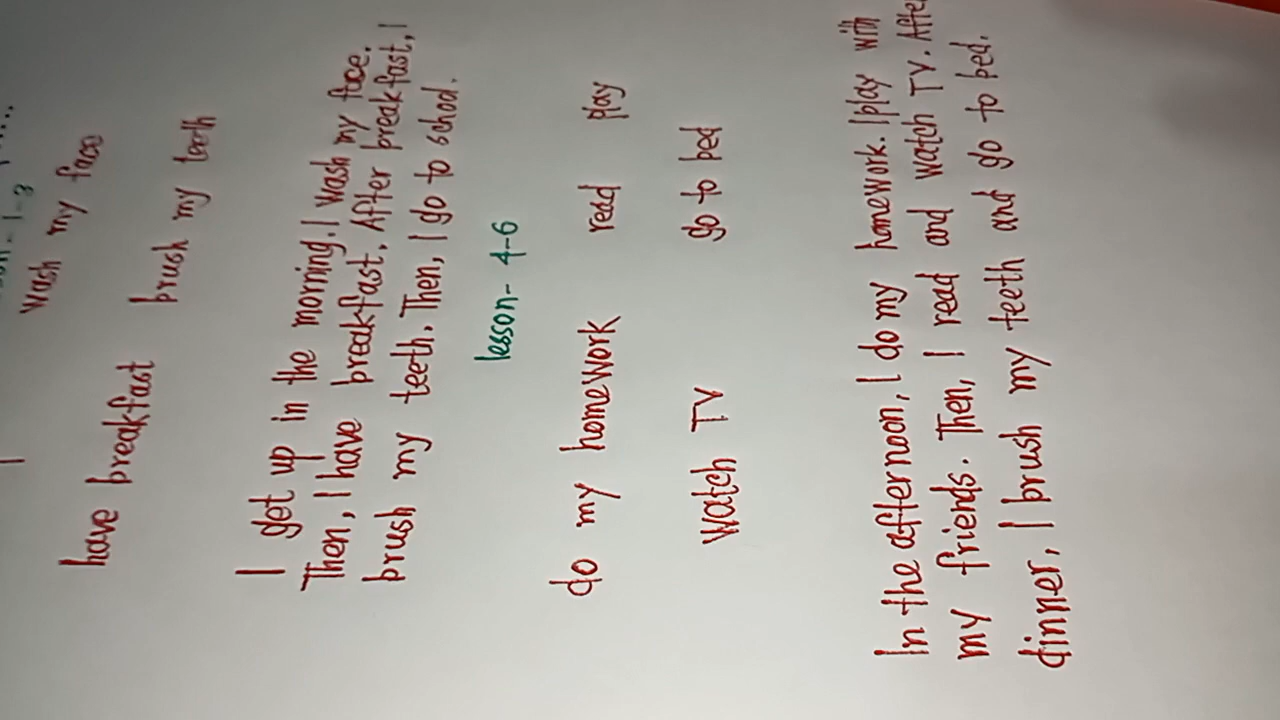 1-3
wash my face
have breakfast brush my teeth
I get up in the morning. I wash my face.
Then, I have breakfast. After breakfast, I
brush my teeth. Then, I go to school.
lesson- 4-6
do my homework read play
watch TV go to bed
In the afternoon, I do my homework. I play with
my friends. Then, I read and watch TV. After
dinner, I brush my teeth and go to bed.